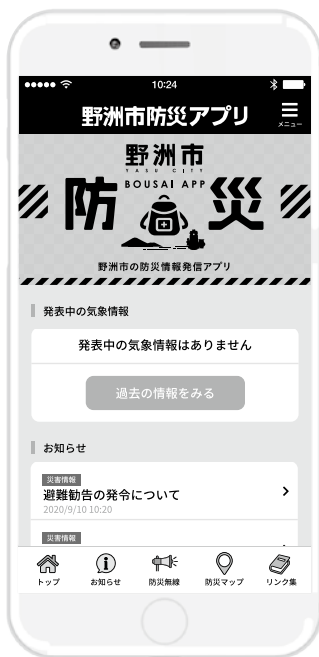 10:24
野洲市防災アプリ
メニュー
野洲市
YASU CITY
防災
BOUSAI APP
野洲市の防災情報発信アプリ
発表中の気象情報
発表中の気象情報はありません
過去の情報をみる
お知らせ
災害情報
避難勧告の発令について
2020/9/10 10:20
災害情報
トップ
お知らせ
防災無線
防災マップ
リンク集